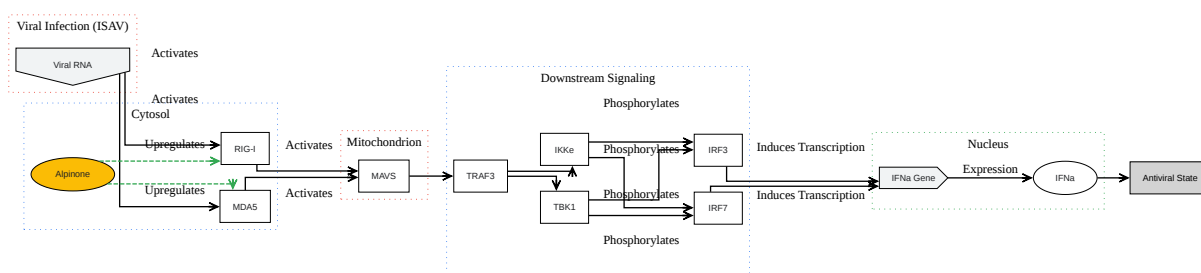 Viral Infection (ISAV)
Viral RNA
Activates
Activates
Cytosol
Upregulates
Alpinone
Upregulates
RIG-I
MDA5
Activates
Activates
Mitochondrion
MAVS
Downstream Signaling
TRAF3
IKKe
TBK1
Phosphorylates
Phosphorylates
Phosphorylates
Phosphorylates
IRF3
IRF7
Induces Transcription
Induces Transcription
Nucleus
IFNa Gene
Expression
IFNa
Antiviral State